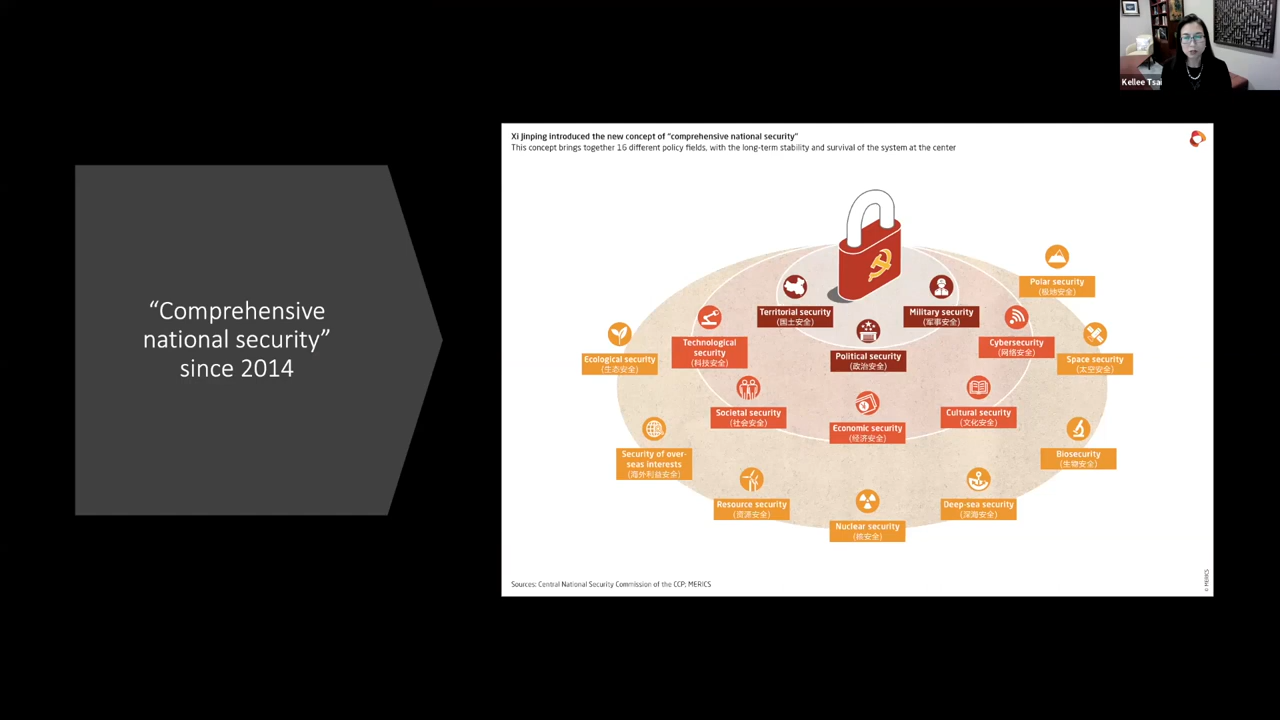 Kellee Tsai
“Comprehensive
national security”
since 2014
Xi Jinping introduced the new concept of "comprehensive national security"
This concept brings together 16 different policy fields, with the long-term stability and survival of the system at the center
Polar security
(极地安全)
Territorial security
(国土安全)
Military security
(军事安全)
Technological
security
(科技安全)
Political security
(政治安全)
Cybersecurity
(网络安全)
Ecological security
(生态安全)
Space security
(太空安全)
Societal security
(社会安全)
Economic security
(经济安全)
Cultural security
(文化安全)
Security of over-
seas interests
(海外利益安全)
Biosecurity
(生物安全)
Resource security
(资源安全)
Nuclear security
(核安全)
Deep-sea security
(深海安全)
Sources: Central National Security Commission of the CCP, MERICS
© MERICS